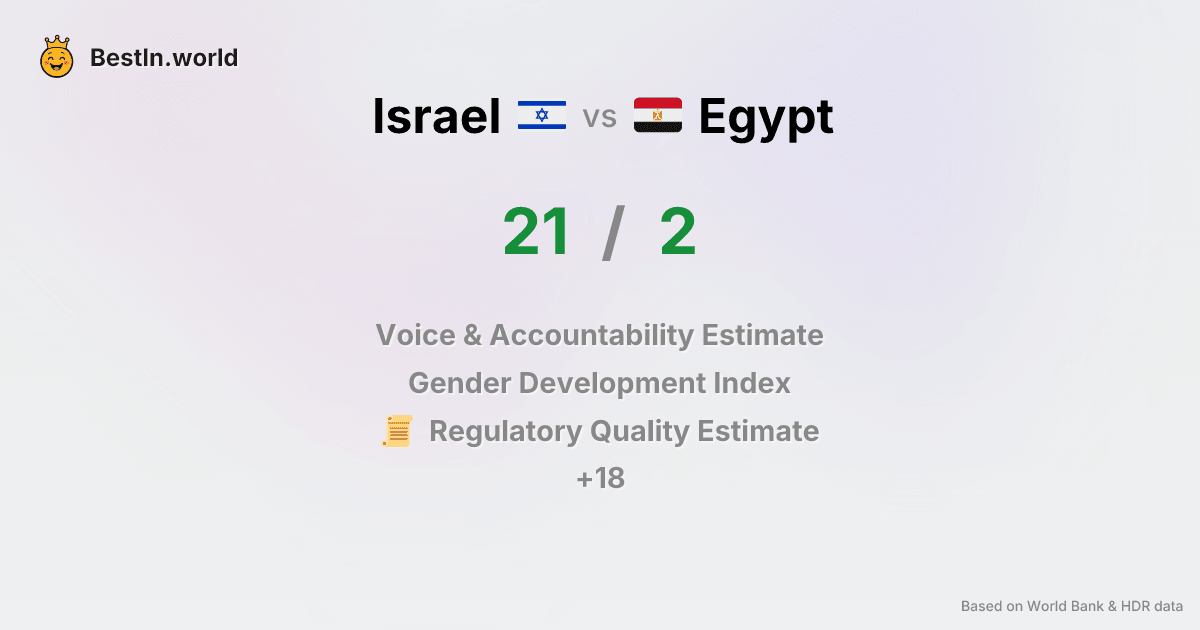 BestIn.world
Israel vs Egypt
21 / 2
Voice & Accountability Estimate
Gender Development Index
Regulatory Quality Estimate
+18
Based on World Bank & HDR data